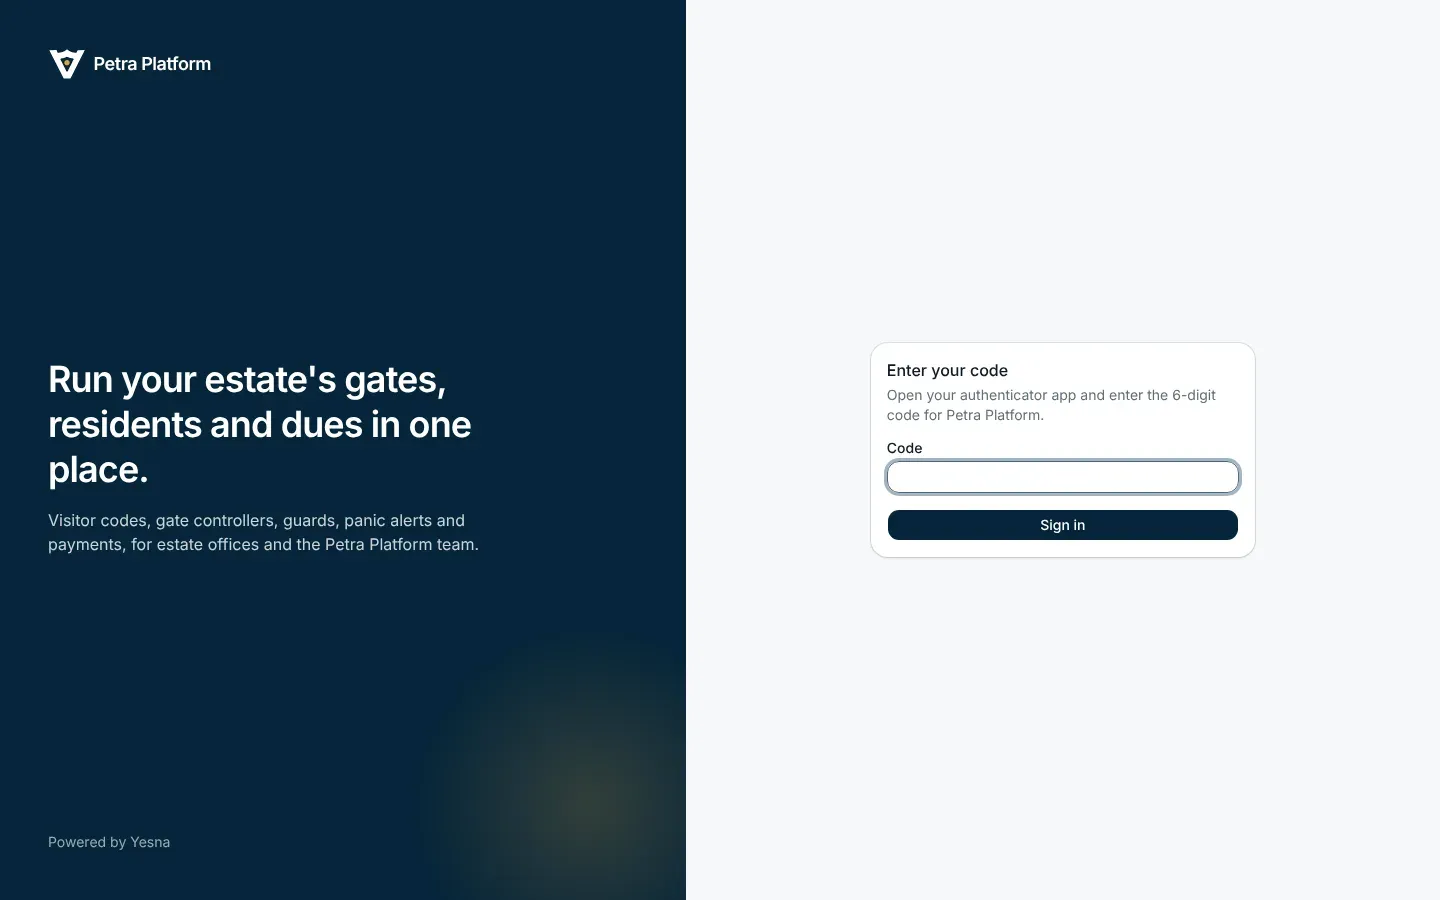 Petra Platform
Run your estate's gates,
residents and dues in one
place.
Visitor codes, gate controllers, guards, panic alerts and
payments, for estate offices and the Petra Platform team.
Powered by Yesna
Enter your code
Open your authenticator app and enter the 6-digit
code for Petra Platform.
Code
Sign in